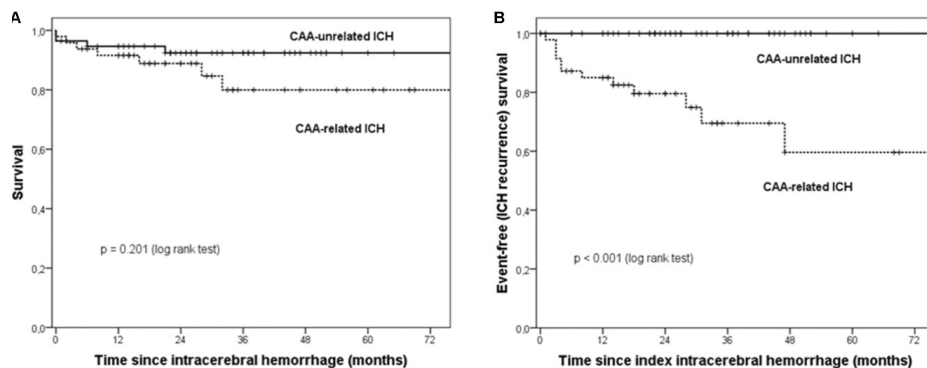 A
1,0
0,8
0,6
0,4
0,2
0,0
Survival
CAA-unrelated ICH
CAA-related ICH
p = 0.201 (log rank test)
0 12 24 36 48 60 72
Time since intracerebral hemorrhage (months)
B
1,0
0,8
0,6
0,4
0,2
0,0
Event-free (ICH recurrence) survival
CAA-unrelated ICH
CAA-related ICH
p < 0.001 (log rank test)
0 12 24 36 48 60 72
Time since index intracerebral hemorrhage (months)